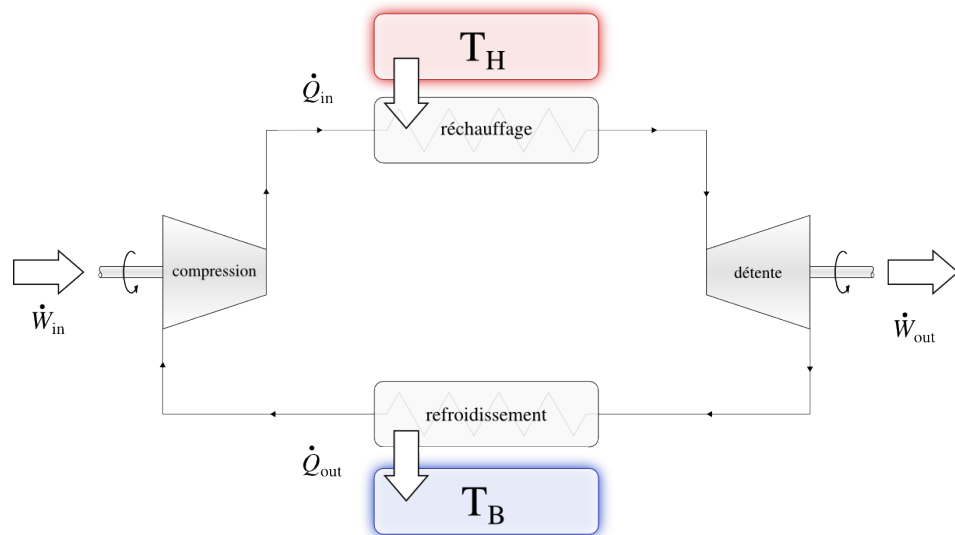 T_H
Q̇_in
réchauffage
compression
détente
Ẇ_in
Ẇ_out
refroidissement
Q̇_out
T_B